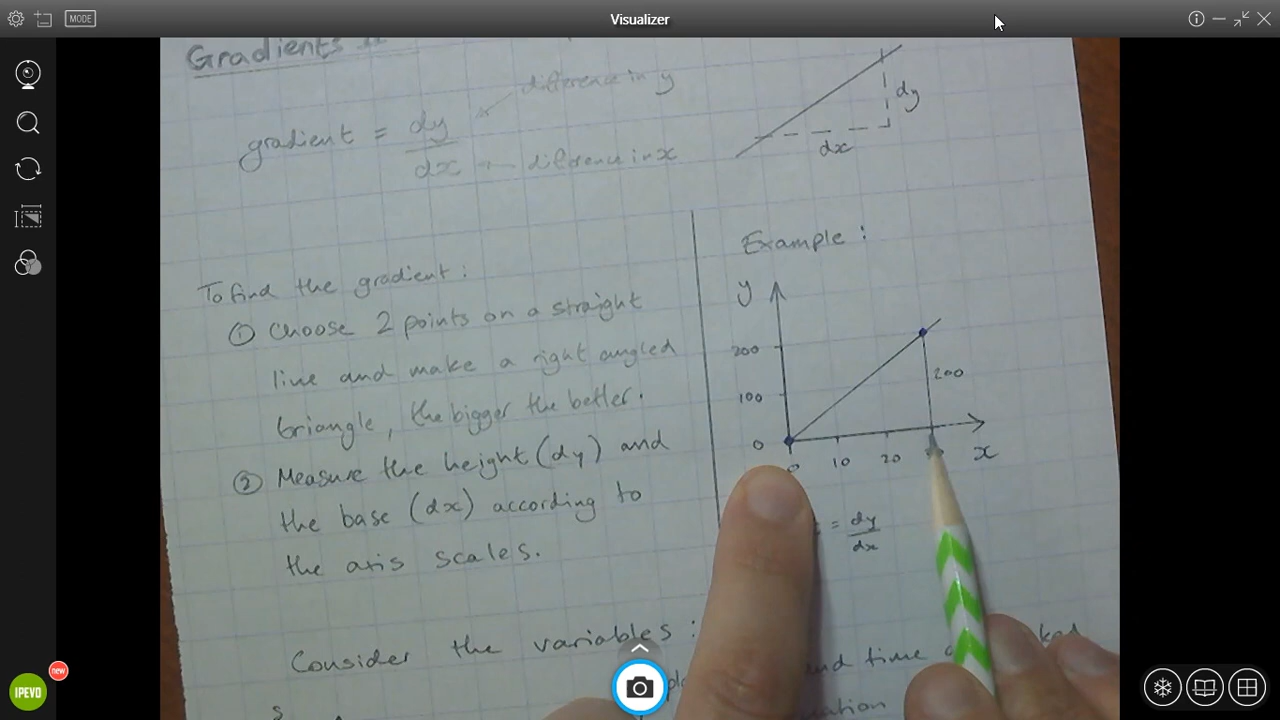 MODE
Visualizer
Gradients
difference in y
gradient = dy
dx
difference in x
dy
dx
To find the gradient:
① Choose 2 points on a straight
line and make a right angled
triangle, the bigger the better.
② Measure the height (dy) and
the base (dx) according to
the axis scales.
Example:
y
200
100
0
200
0 10 20
x
= dy
dx
Consider the variables:
and time
new
IPEVO